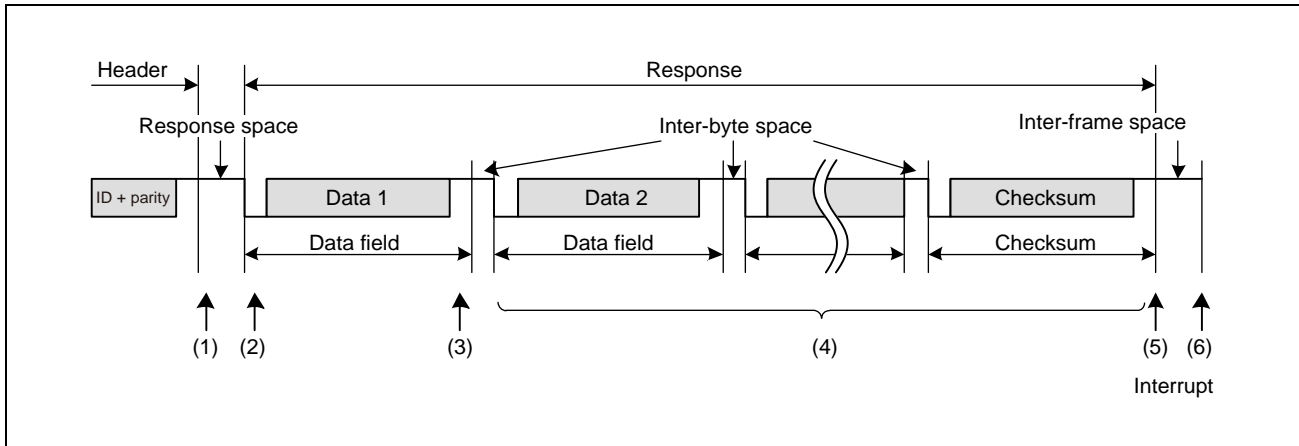 Header
Response
Response space
Inter-byte space
Inter-frame space
ID + parity
Data 1
Data 2
Checksum
Data field
Data field
Checksum
(1)
(2)
(3)
(4)
(5)
(6)
Interrupt